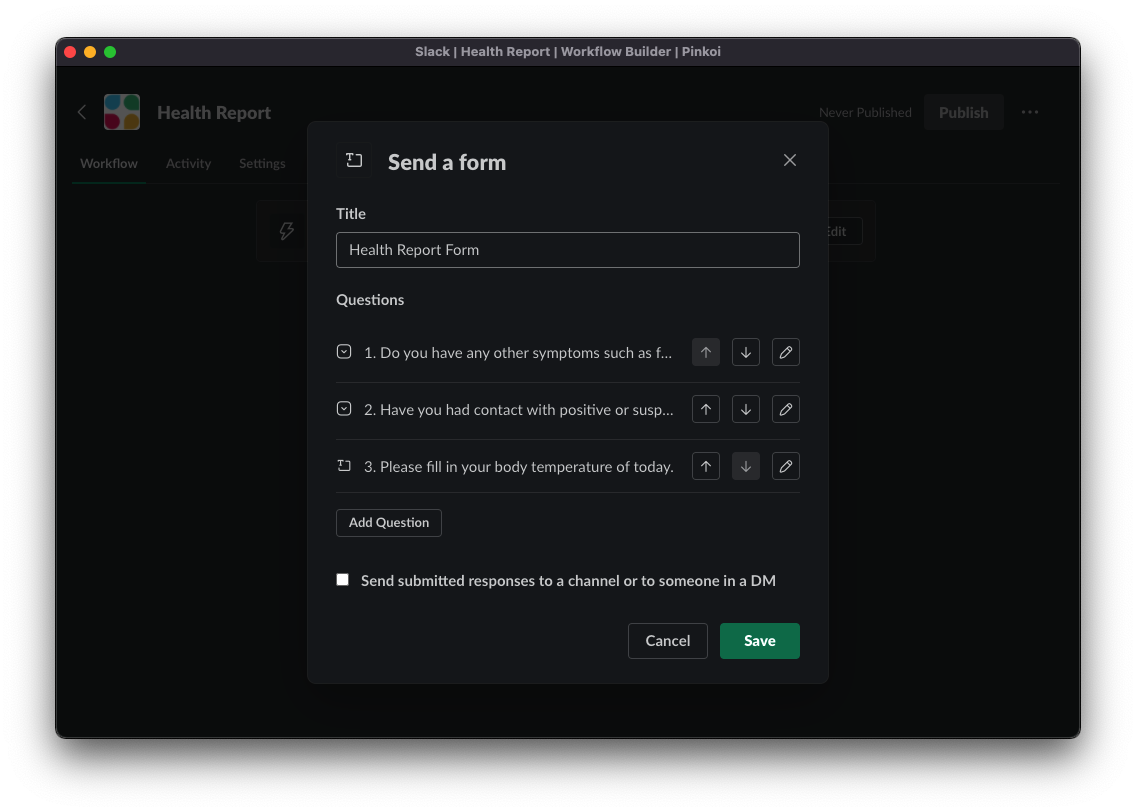 Slack | Health Report | Workflow Builder | Pinkoi
Health Report
Never Published
Publish
Workflow
Activity
Settings
Edit
Send a form
Title
Health Report Form
Questions
1. Do you have any other symptoms such as f...
2. Have you had contact with positive or susp...
3. Please fill in your body temperature of today.
Add Question
Send submitted responses to a channel or to someone in a DM
Cancel
Save